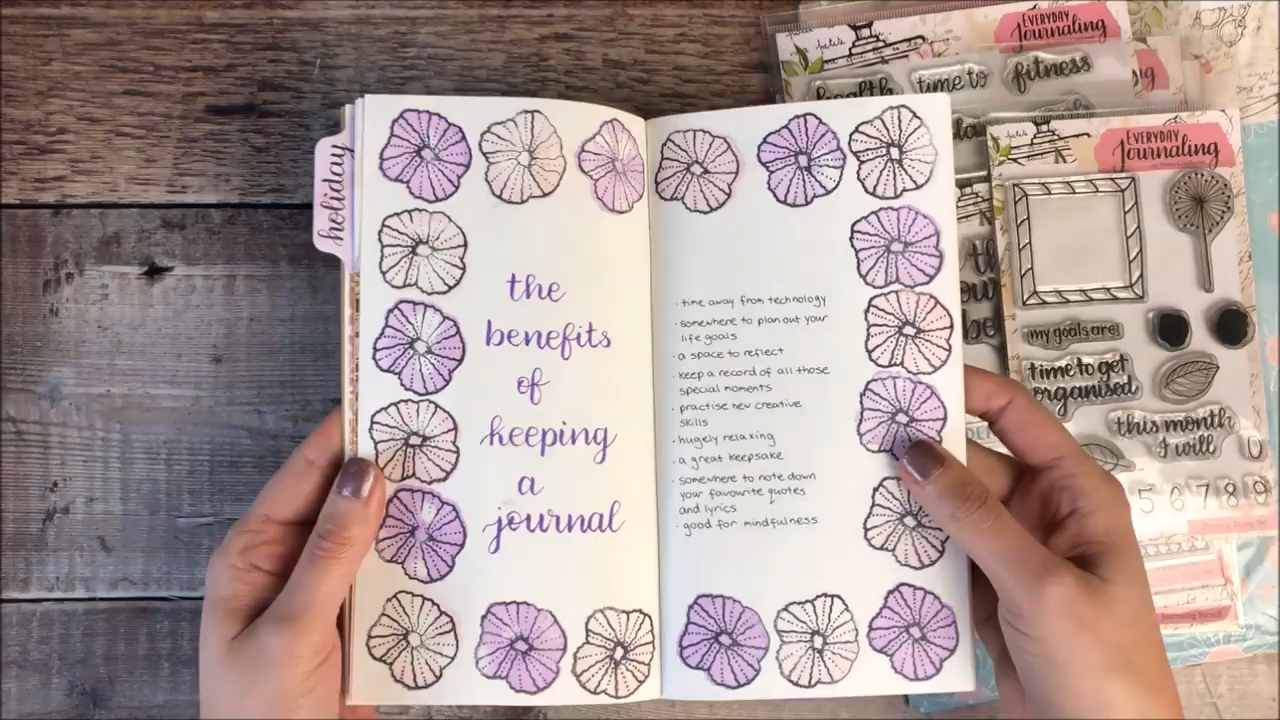 holiday
the
benefits
of
keeping
a
journal
· time away from technology
· somewhere to plan out your
life goals
· a space to reflect
· keep a record of all those
special moments
· practise new creative
skills
· hugely relaxing
· a great keepsake
· somewhere to note down
your favourite quotes
and lyrics
· good for mindfulness
EVERYDAY
Journaling
health
time to
fitness
EVERYDAY
Journaling
my goals are:
time to get
organised
this month
I will
0
5 6 7 8 9